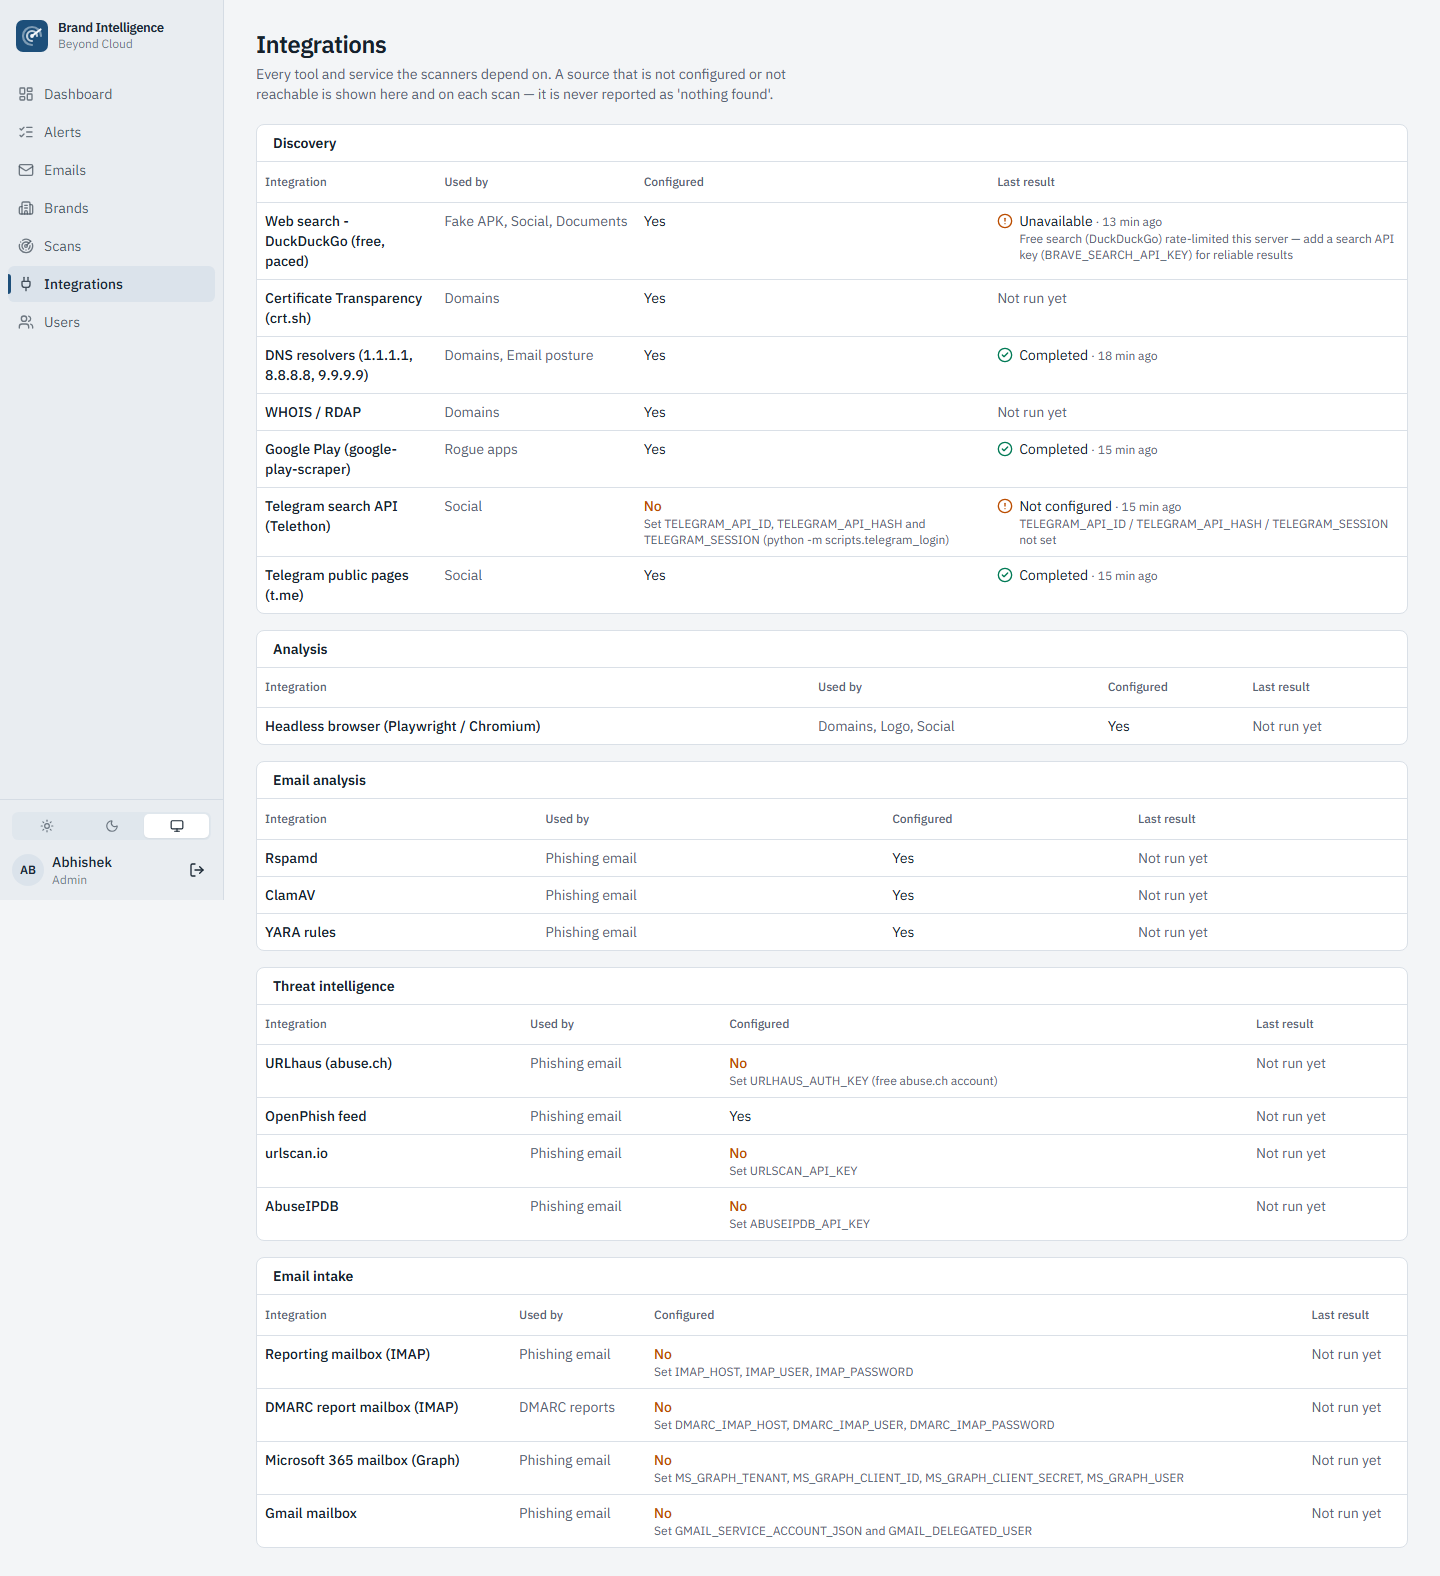 Brand Intelligence
Beyond Cloud
Dashboard
Alerts
Emails
Brands
Scans
Integrations
Users
AB
Abhishek
Admin
Integrations
Every tool and service the scanners depend on. A source that is not configured or not
reachable is shown here and on each scan — it is never reported as 'nothing found'.
Discovery
Integration Used by Configured Last result
Web search - DuckDuckGo (free, paced) Fake APK, Social, Documents Yes Unavailable · 13 min ago
Free search (DuckDuckGo) rate-limited this server — add a search API
key (BRAVE_SEARCH_API_KEY) for reliable results
Certificate Transparency (crt.sh) Domains Yes Not run yet
DNS resolvers (1.1.1.1, 8.8.8.8, 9.9.9.9) Domains, Email posture Yes Completed · 18 min ago
WHOIS / RDAP Domains Yes Not run yet
Google Play (google-play-scraper) Rogue apps Yes Completed · 15 min ago
Telegram search API (Telethon) Social No
Set TELEGRAM_API_ID, TELEGRAM_API_HASH and
TELEGRAM_SESSION (python -m scripts.telegram_login)
Not configured · 15 min ago
TELEGRAM_API_ID / TELEGRAM_API_HASH / TELEGRAM_SESSION
not set
Telegram public pages (t.me) Social Yes Completed · 15 min ago
Analysis
Integration Used by Configured Last result
Headless browser (Playwright / Chromium) Domains, Logo, Social Yes Not run yet
Email analysis
Integration Used by Configured Last result
Rspamd Phishing email Yes Not run yet
ClamAV Phishing email Yes Not run yet
YARA rules Phishing email Yes Not run yet
Threat intelligence
Integration Used by Configured Last result
URLhaus (abuse.ch) Phishing email No Not run yet
Set URLHAUS_AUTH_KEY (free abuse.ch account)
OpenPhish feed Phishing email Yes Not run yet
urlscan.io Phishing email No Not run yet
Set URLSCAN_API_KEY
AbuseIPDB Phishing email No Not run yet
Set ABUSEIPDB_API_KEY
Email intake
Integration Used by Configured Last result
Reporting mailbox (IMAP) Phishing email No Not run yet
Set IMAP_HOST, IMAP_USER, IMAP_PASSWORD
DMARC report mailbox (IMAP) DMARC reports No Not run yet
Set DMARC_IMAP_HOST, DMARC_IMAP_USER, DMARC_IMAP_PASSWORD
Microsoft 365 mailbox (Graph) Phishing email No Not run yet
Set MS_GRAPH_TENANT, MS_GRAPH_CLIENT_ID, MS_GRAPH_CLIENT_SECRET, MS_GRAPH_USER
Gmail mailbox Phishing email No Not run yet
Set GMAIL_SERVICE_ACCOUNT_JSON and GMAIL_DELEGATED_USER